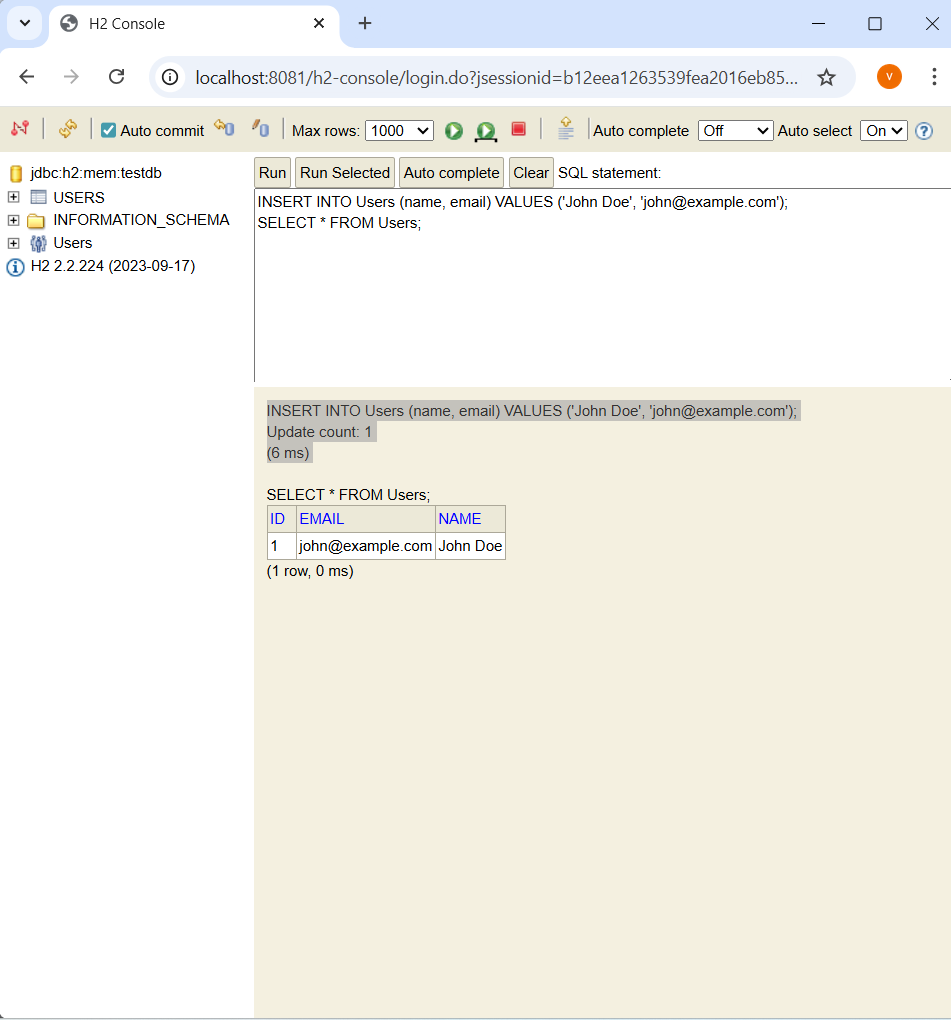 H2 Console
localhost:8081/h2-console/login.do?jsessionid=b12eea1263539fea2016eb85...
V
Auto commit Max rows: 1000 Auto complete Off Auto select On ?
jdbc:h2:mem:testdb
USERS
INFORMATION_SCHEMA
Users
H2 2.2.224 (2023-09-17)
Run Run Selected Auto complete Clear SQL statement:
INSERT INTO Users (name, email) VALUES ('John Doe', 'john@example.com');
SELECT * FROM Users;
INSERT INTO Users (name, email) VALUES ('John Doe', 'john@example.com');
Update count: 1
(6 ms)
SELECT * FROM Users;
ID EMAIL NAME
1 john@example.com John Doe
(1 row, 0 ms)